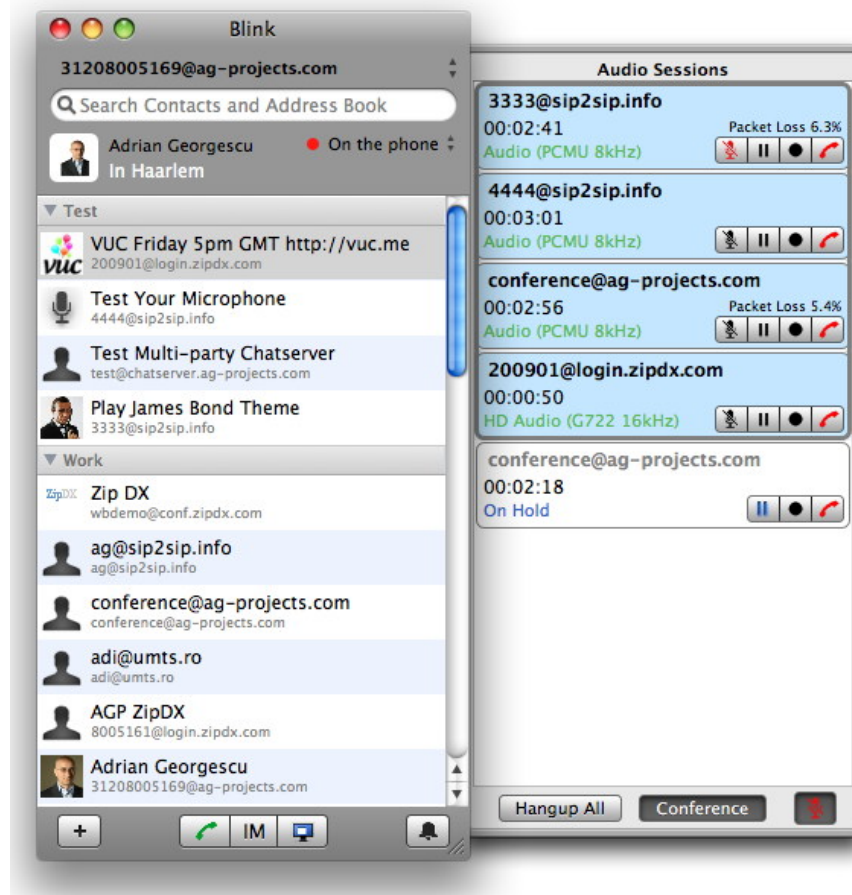 Blink
31208005169@ag-projects.com
Search Contacts and Address Book
Adrian Georgescu
On the phone
In Haarlem
Test
VUC Friday 5pm GMT http://vuc.me
vuc
200901@login.zipdx.com
Test Your Microphone
4444@sip2sip.info
Test Multi-party Chatserver
test@chatserver.ag-projects.com
Play James Bond Theme
3333@sip2sip.info
Work
ZipDX
Zip DX
wbdemo@conf.zipdx.com
ag@sip2sip.info
ag@sip2sip.info
conference@ag-projects.com
conference@ag-projects.com
adi@umts.ro
adi@umts.ro
AGP ZipDX
8005161@login.zipdx.com
Adrian Georgescu
31208005169@ag-projects.com
+
IM
Audio Sessions
3333@sip2sip.info
00:02:41
Packet Loss 6.3%
Audio (PCMU 8kHz)
4444@sip2sip.info
00:03:01
Audio (PCMU 8kHz)
conference@ag-projects.com
00:02:56
Packet Loss 5.4%
Audio (PCMU 8kHz)
200901@login.zipdx.com
00:00:50
HD Audio (G722 16kHz)
conference@ag-projects.com
00:02:18
On Hold
Hangup All
Conference